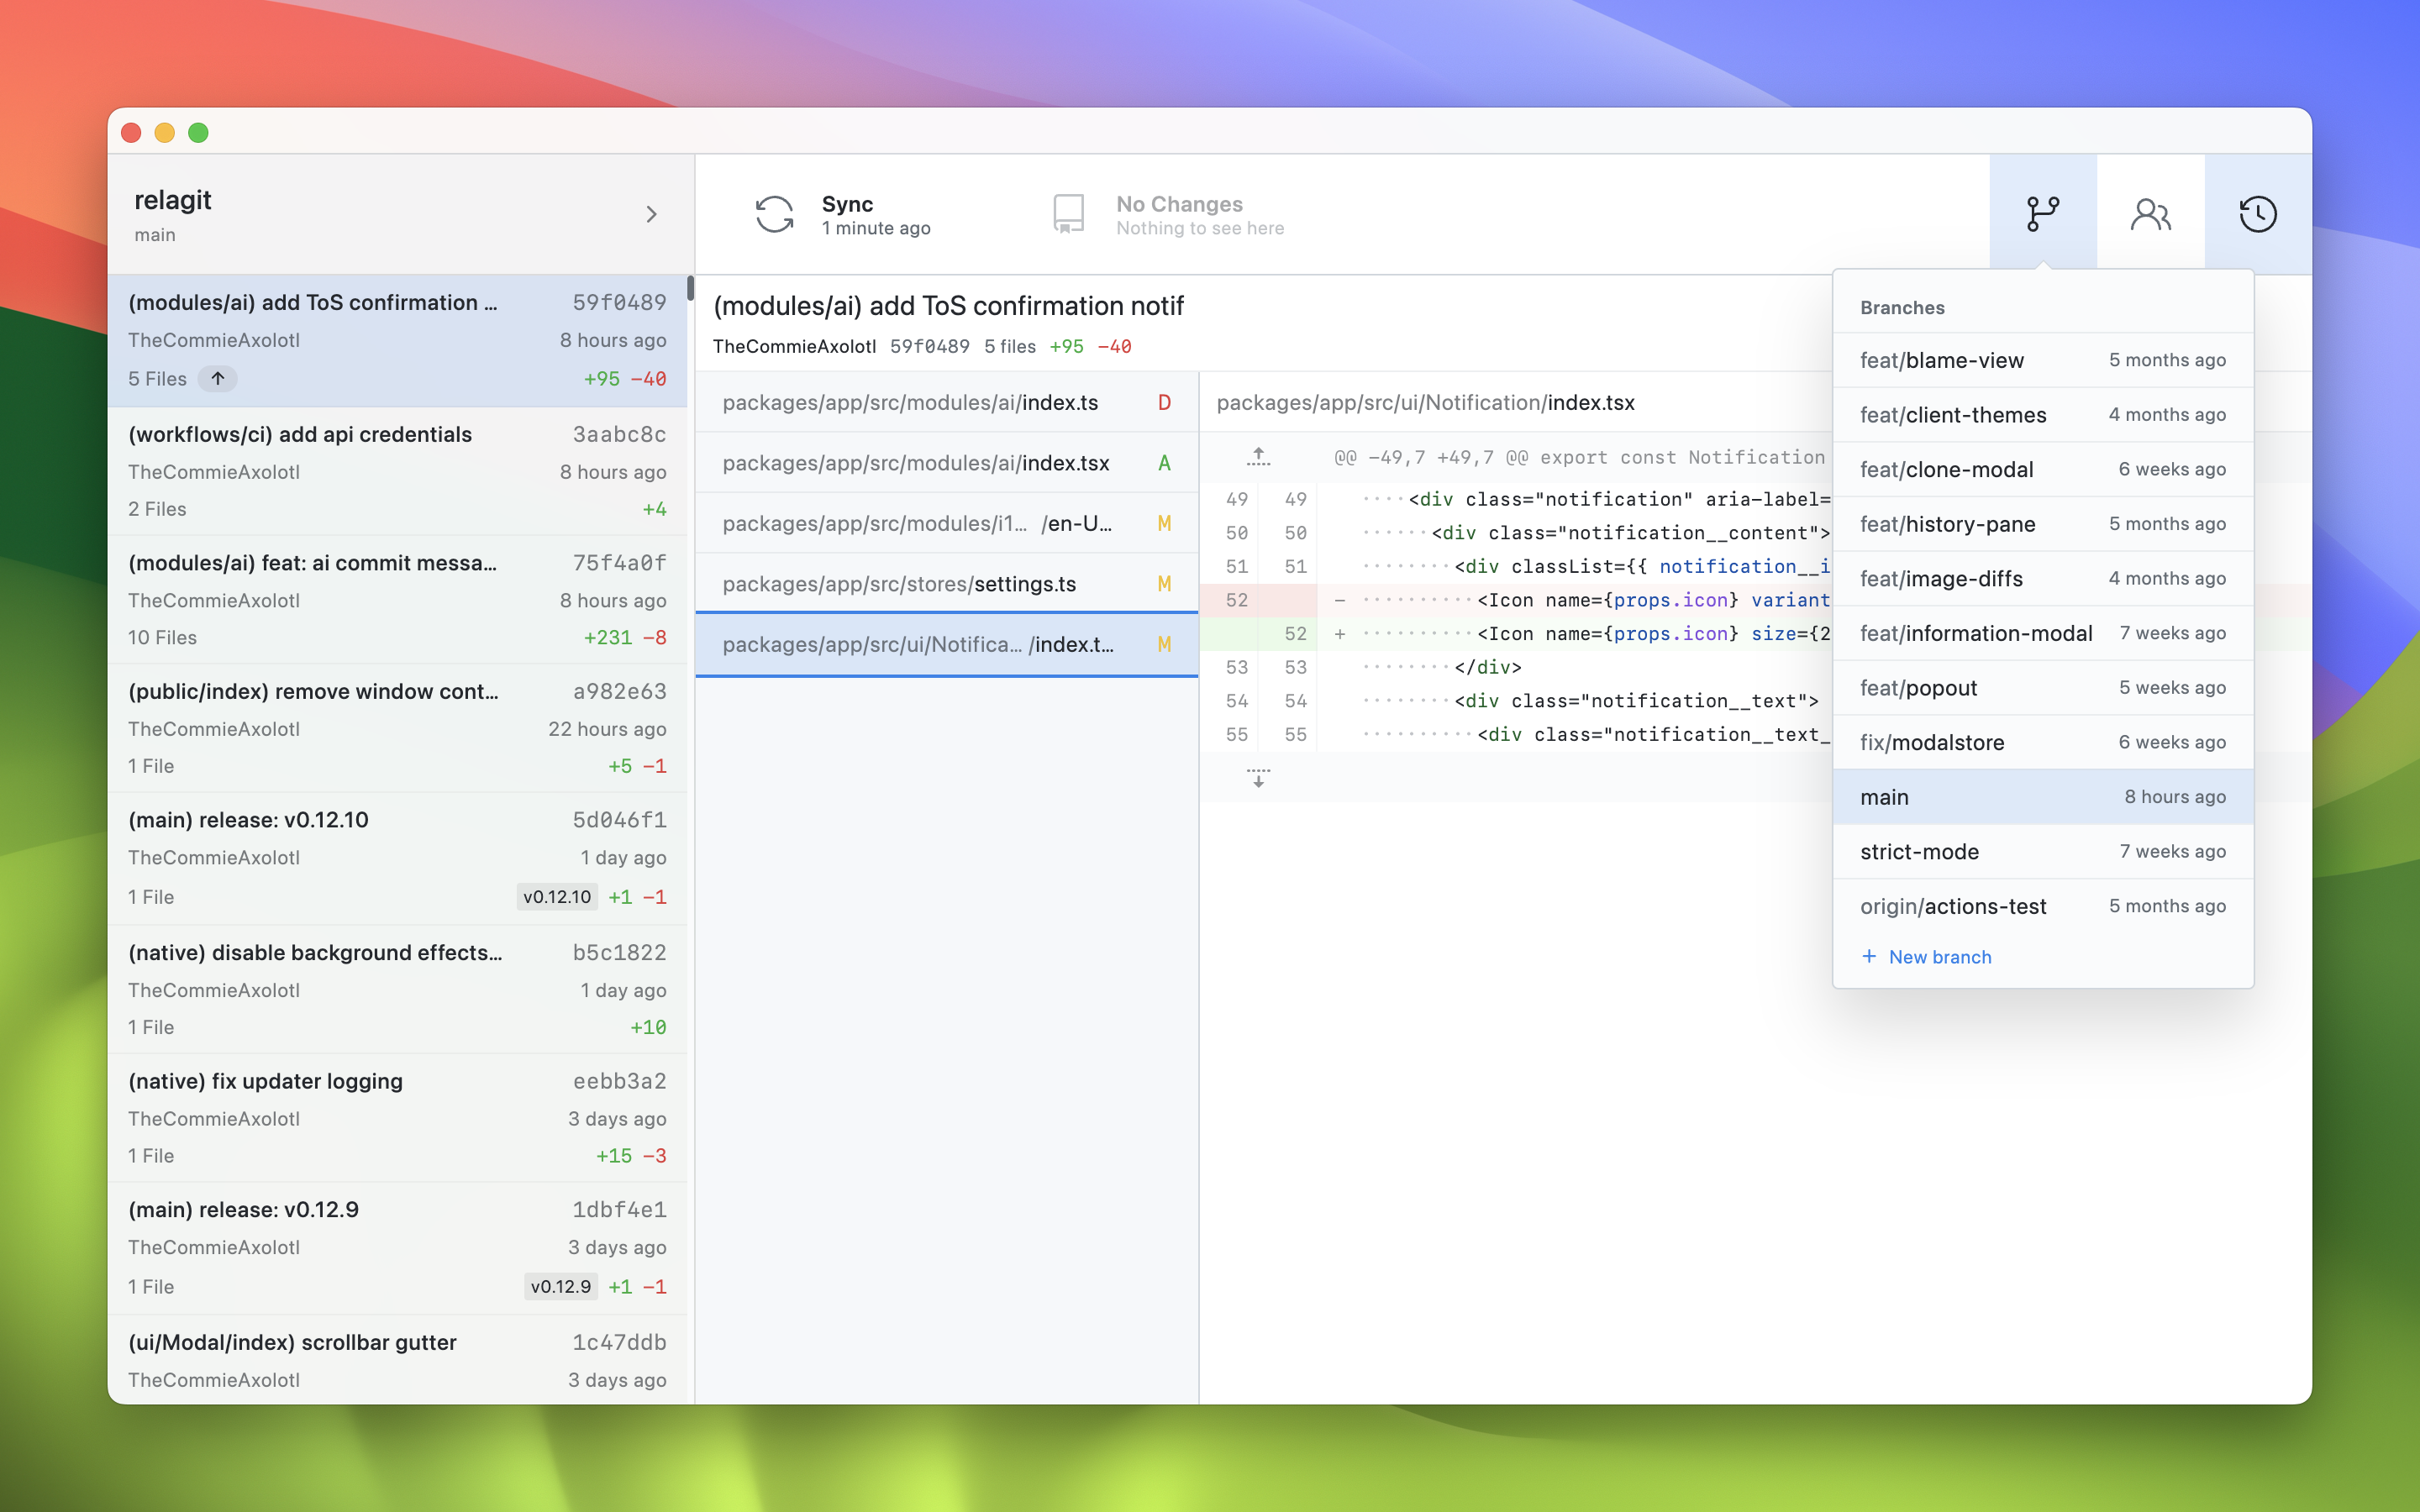 relagit
main
(modules/ai) add ToS confirmation ... 59f0489
TheCommieAxolotl 8 hours ago
5 Files +95 −40
(workflows/ci) add api credentials 3aabc8c
TheCommieAxolotl 8 hours ago
2 Files +4
(modules/ai) feat: ai commit messa... 75f4a0f
TheCommieAxolotl 8 hours ago
10 Files +231 −8
(public/index) remove window cont... a982e63
TheCommieAxolotl 22 hours ago
1 File +5 −1
(main) release: v0.12.10 5d046f1
TheCommieAxolotl 1 day ago
1 File v0.12.10 +1 −1
(native) disable background effects... b5c1822
TheCommieAxolotl 1 day ago
1 File +10
(native) fix updater logging eebb3a2
TheCommieAxolotl 3 days ago
1 File +15 −3
(main) release: v0.12.9 1dbf4e1
TheCommieAxolotl 3 days ago
1 File v0.12.9 +1 −1
(ui/Modal/index) scrollbar gutter 1c47ddb
TheCommieAxolotl 3 days ago
Sync
1 minute ago
No Changes
Nothing to see here
(modules/ai) add ToS confirmation notif
TheCommieAxolotl 59f0489 5 files +95 −40
packages/app/src/modules/ai/index.ts D
packages/app/src/modules/ai/index.tsx A
packages/app/src/modules/i1... /en-U... M
packages/app/src/stores/settings.ts M
packages/app/src/ui/Notifica... /index.t... M
packages/app/src/ui/Notification/index.tsx
@@ −49,7 +49,7 @@ export const Notification
49 49 ····<div class="notification" aria-label=
50 50 ······<div class="notification__content">
51 51 ········<div classList={{ notification__i
52 − ··········<Icon name={props.icon} variant
52 + ··········<Icon name={props.icon} size={2
53 53 ········</div>
54 54 ········<div class="notification__text">
55 55 ··········<div class="notification__text_
Branches
feat/blame-view 5 months ago
feat/client-themes 4 months ago
feat/clone-modal 6 weeks ago
feat/history-pane 5 months ago
feat/image-diffs 4 months ago
feat/information-modal 7 weeks ago
feat/popout 5 weeks ago
fix/modalstore 6 weeks ago
main 8 hours ago
strict-mode 7 weeks ago
origin/actions-test 5 months ago
+ New branch